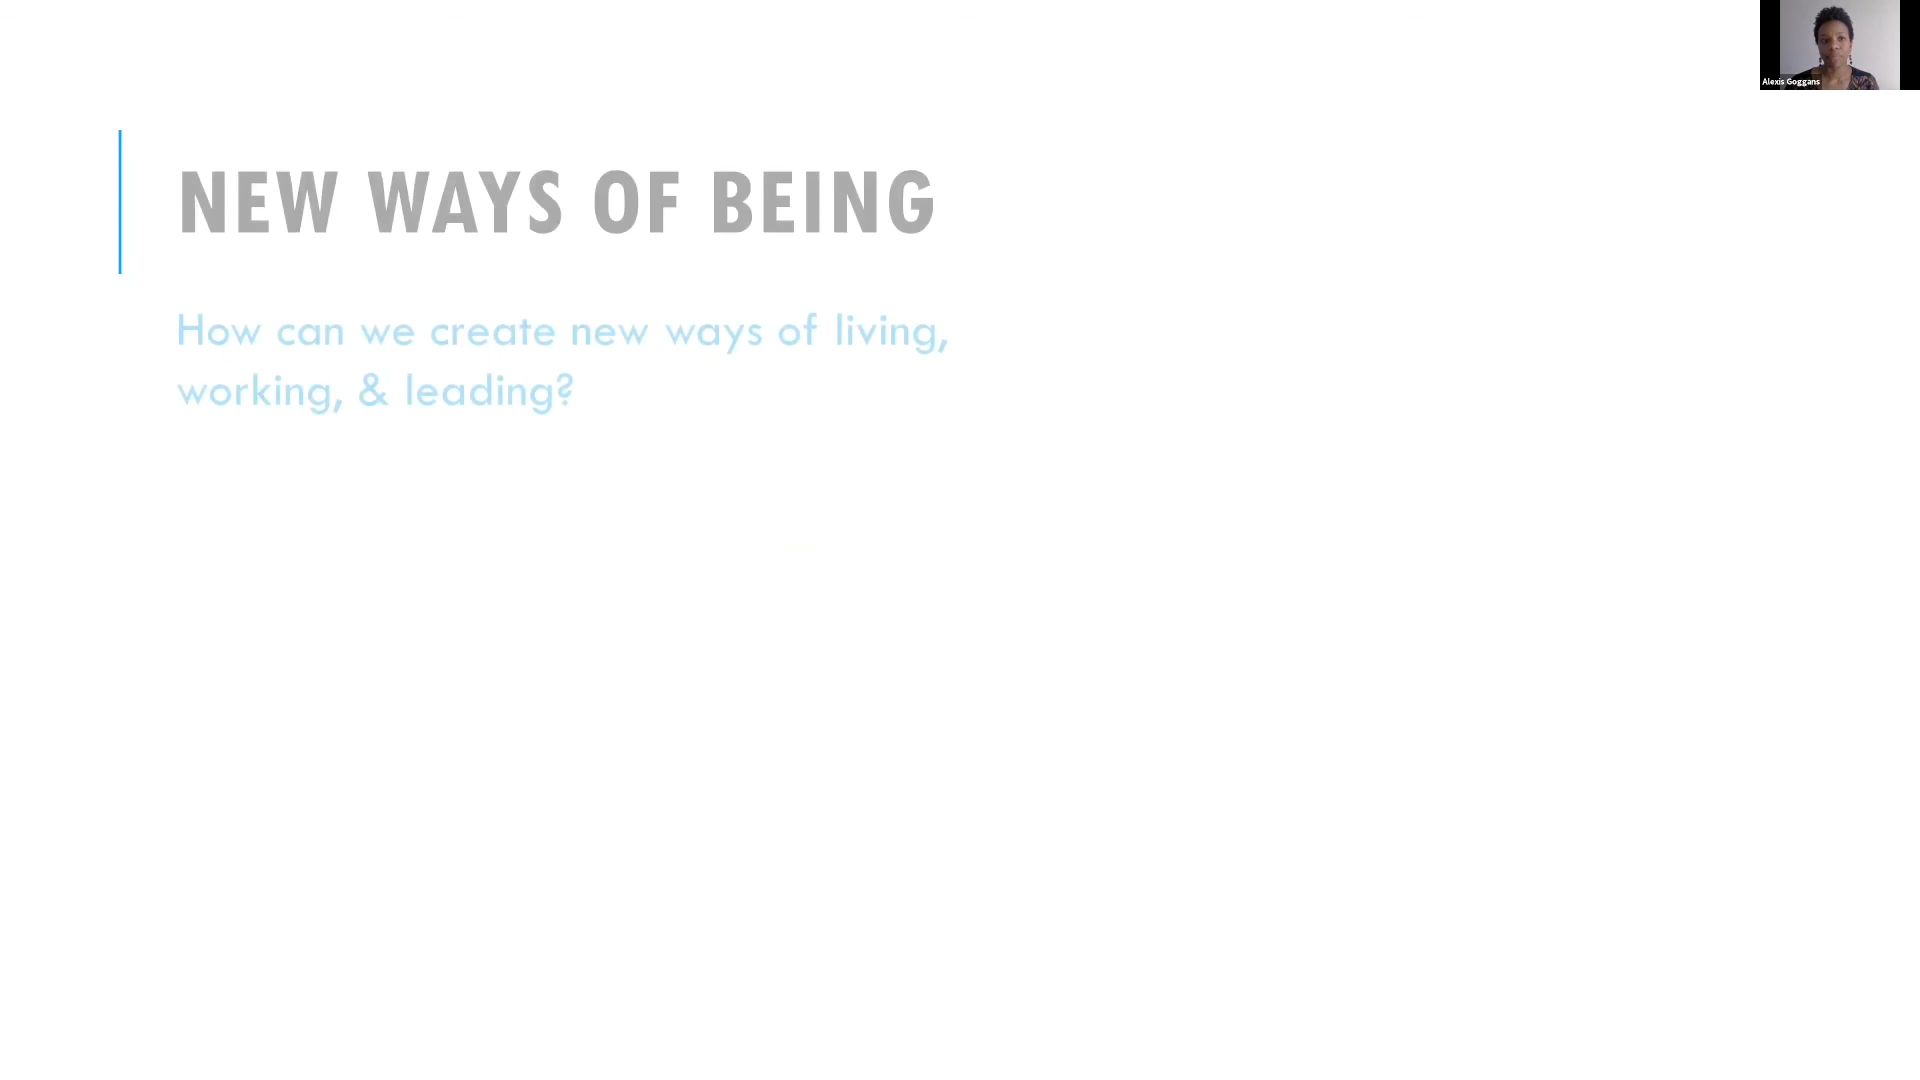 Alexis Goggans
NEW WAYS OF BEING
How can we create new ways of living,
working, & leading?